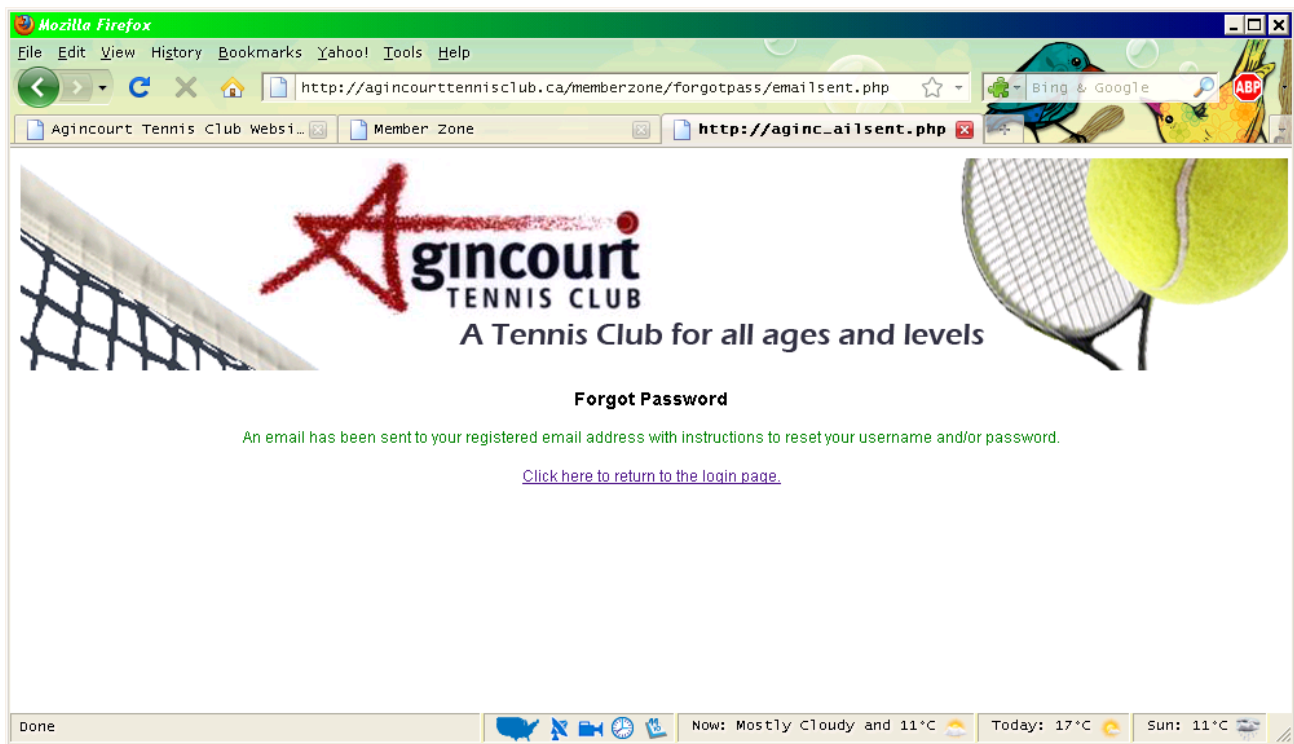 Mozilla Firefox
File Edit View History Bookmarks Yahoo! Tools Help
http://agincourttennisclub.ca/memberzone/forgotpass/emailsent.php Bing & Google ABP
Agincourt Tennis Club Websi… Member Zone http://aginc…ailsent.php
Agincourt
TENNIS CLUB
A Tennis Club for all ages and levels
Forgot Password
An email has been sent to your registered email address with instructions to reset your username and/or password.
Click here to return to the login page.
Done Now: Mostly Cloudy and 11°C Today: 17°C Sun: 11°C